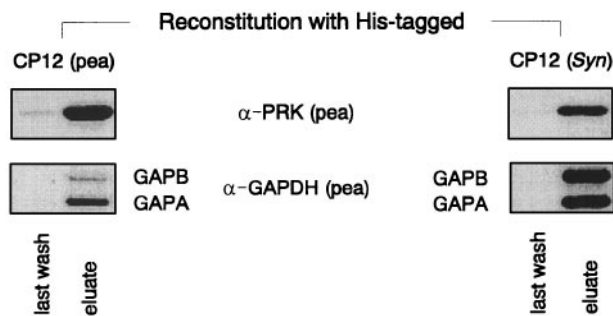 Reconstitution with His-tagged
CP12 (pea)
CP12 (Syn)
α-PRK (pea)
GAPB
GAPA
α-GAPDH (pea)
GAPB
GAPA
last wash
eluate
last wash
eluate